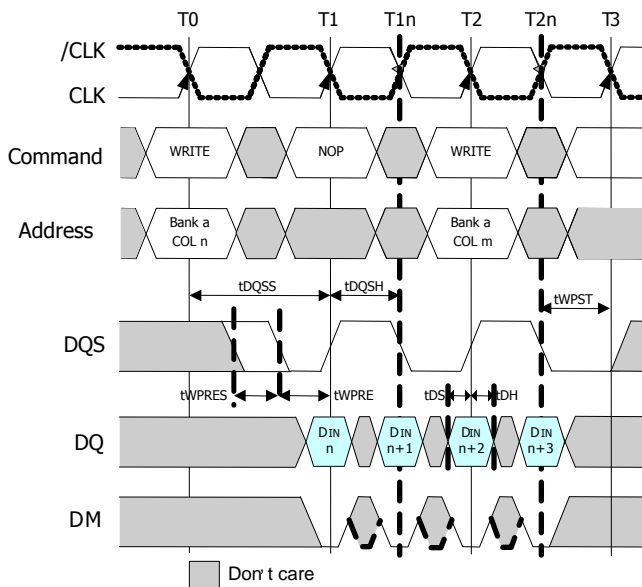 T0 T1 T1n T2 T2n T3
/CLK
CLK
Command WRITE NOP WRITE
Address Bank a COL n Bank a COL m
tDQSS tDQSH tWPST
DQS
tWPRES tWPRE tDS tDH
DQ DIN n DIN n+1 DIN n+2 DIN n+3
DM
Don't care